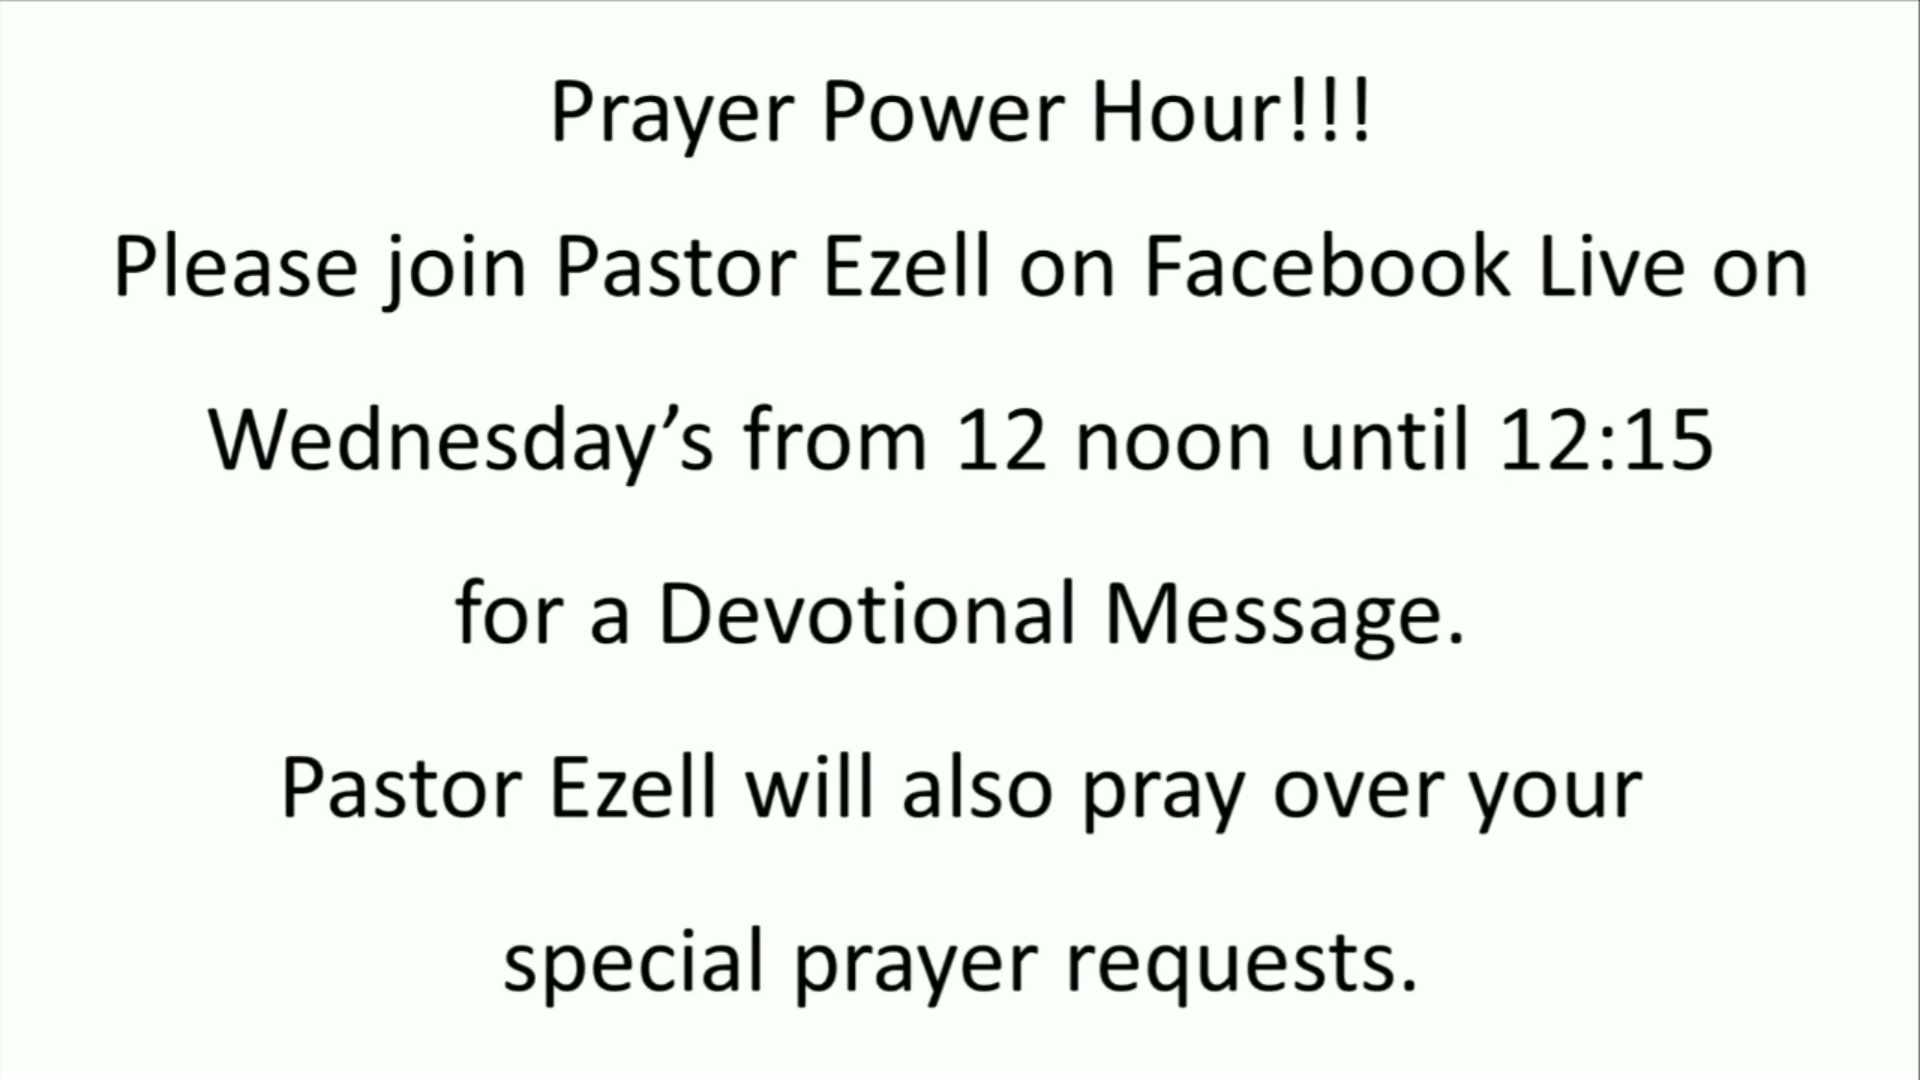 Prayer Power Hour!!!
Please join Pastor Ezell on Facebook Live on
Wednesday’s from 12 noon until 12:15
for a Devotional Message.
Pastor Ezell will also pray over your
special prayer requests.